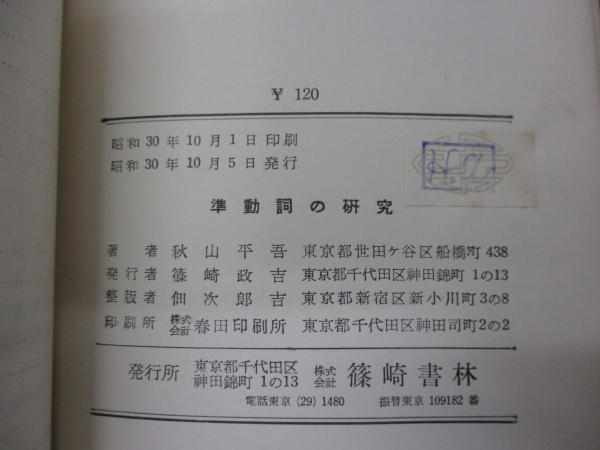 ¥ 120
昭和 30 年 10 月 1 日 印刷
昭和 30 年 10 月 5 日 発行
準動詞の研究
著者 秋山平吾 東京都世田ヶ谷区船橋町 438
発行者 篠崎政吉 東京都千代田区神田錦町 1の13
整版者 佃次郎吉 東京都新宿区新小川町 3の8
印刷所 株式会社 春田印刷所 東京都千代田区神田司町 2の2
発行所 東京都千代田区神田錦町 1の13 株式会社 篠崎書林
電話東京 (29) 1480 振替東京 109182 番